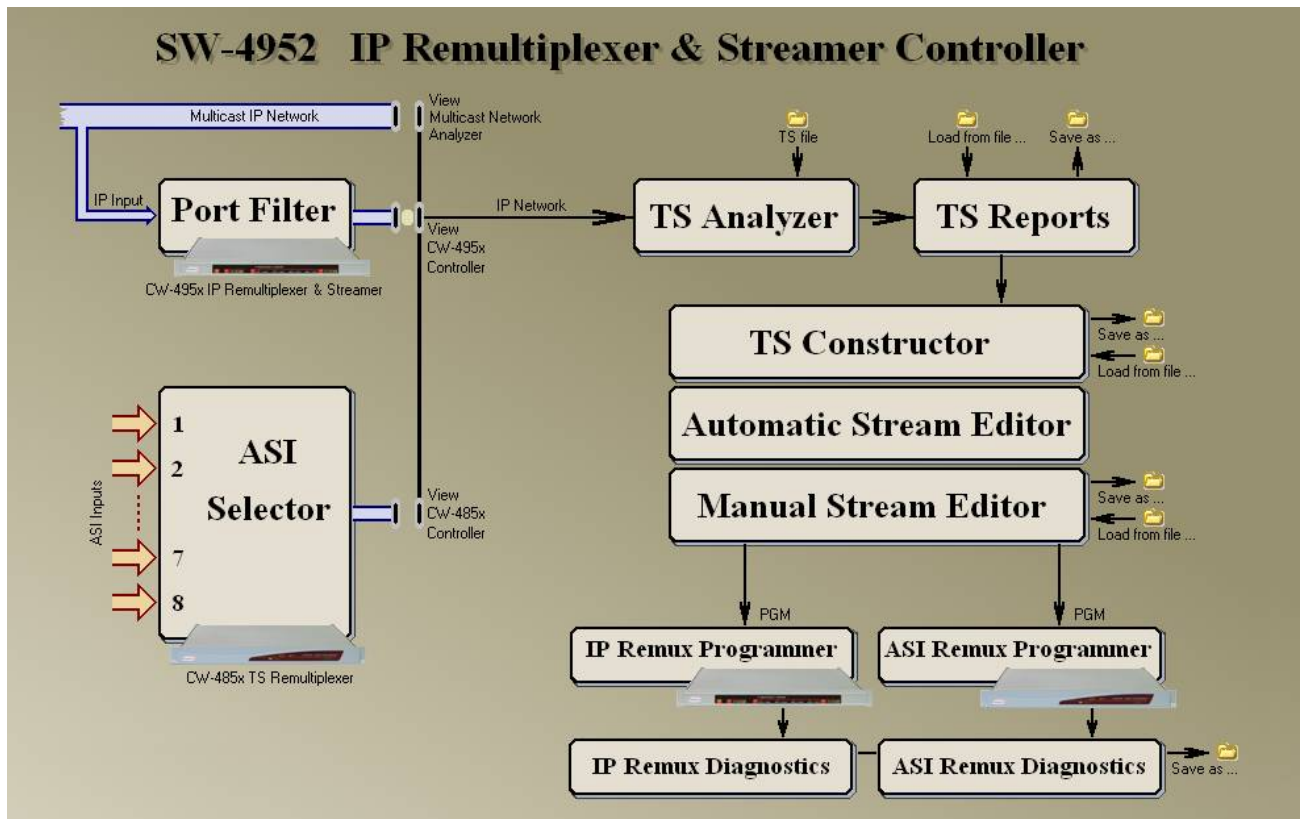 SW-4952 IP Remultiplexer & Streamer Controller
Multicast IP Network
View
Multicast Network
Analyzer
TS file
Load from file ...
Save as ...
IP Input
Port Filter
IP Network
TS Analyzer
TS Reports
View
CW-495x
Controller
CW-495x IP Remultiplexer & Streamer
TS Constructor
Save as ...
Load from file ...
Automatic Stream Editor
ASI Inputs
1
2
7
8
ASI
Selector
View
CW-485x
Controller
Manual Stream Editor
Save as ...
Load from file ...
CW-485x TS Remultiplexer
PGM
PGM
IP Remux Programmer
ASI Remux Programmer
IP Remux Diagnostics
ASI Remux Diagnostics
Save as ...